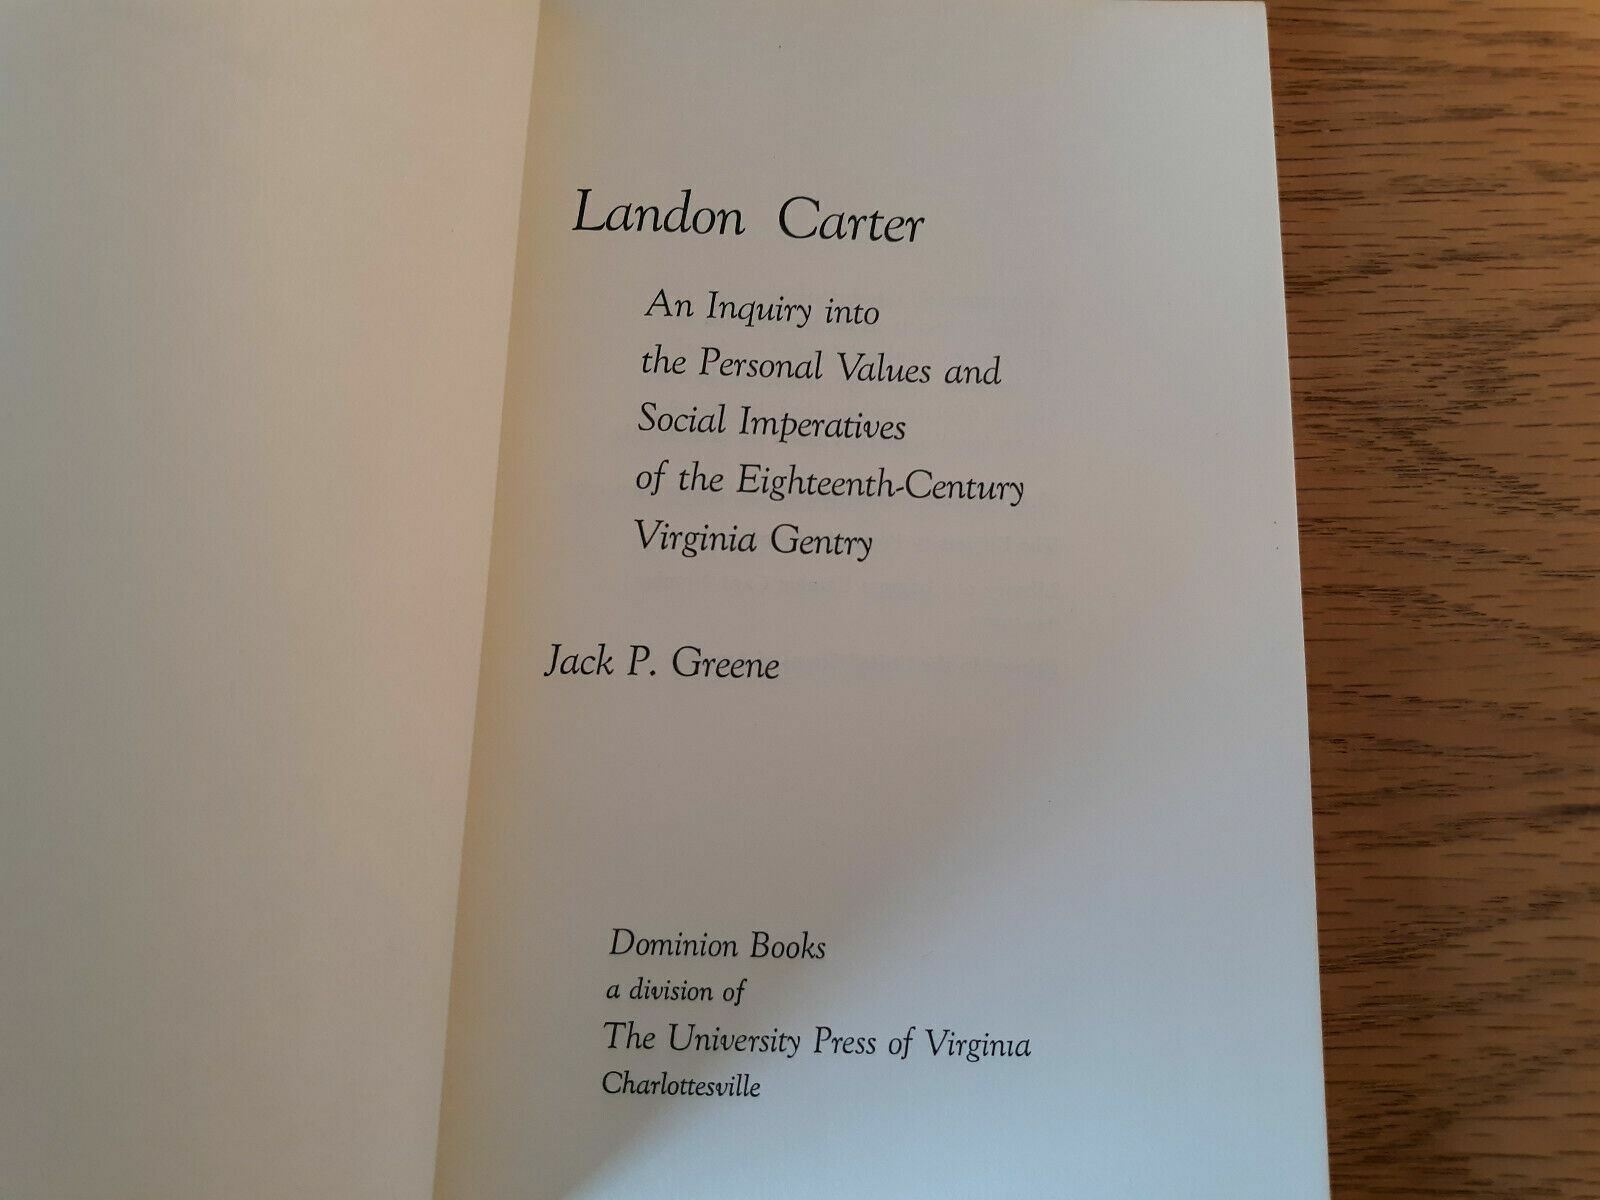 Landon Carter
An Inquiry into
the Personal Values and
Social Imperatives
of the Eighteenth-Century
Virginia Gentry
Jack P. Greene
Dominion Books
a division of
The University Press of Virginia
Charlottesville